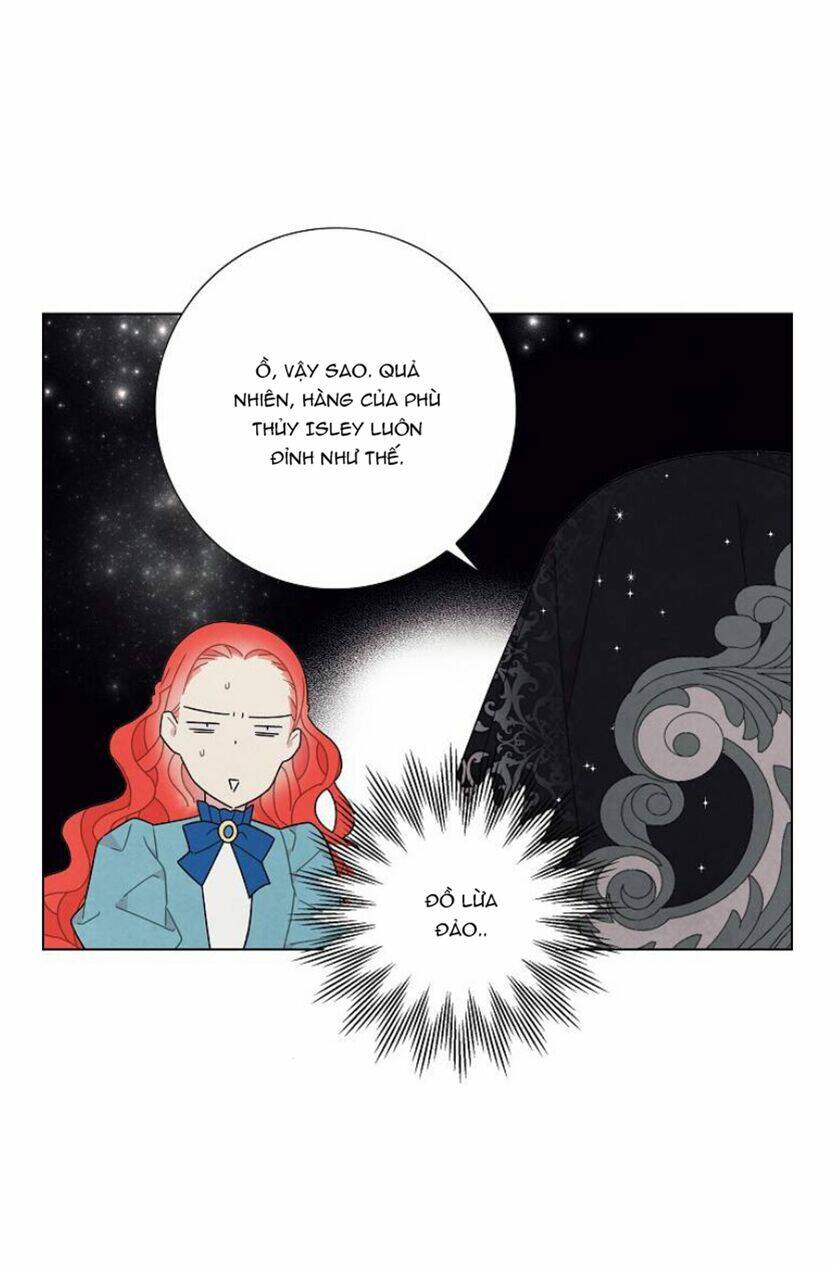 Ồ, VẬY SAO. QUẢ
NHIÊN, HÀNG CỦA PHÙ
THỦY ISLEY LUÔN
ĐỈNH NHƯ THẾ.
ĐỒ LỪA
ĐẢO..